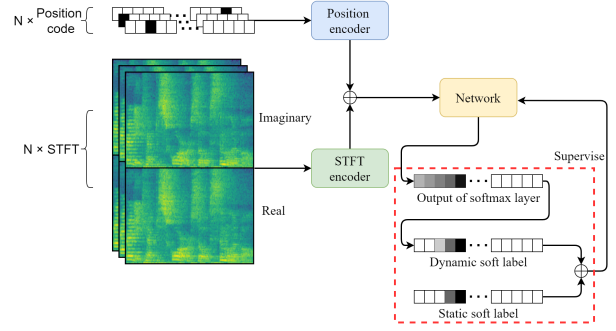 N × Position
code
Position
encoder
Imaginary
Network
N × STFT
STFT
encoder
Supervise
Output of softmax layer
Real
Dynamic soft label
Static soft label